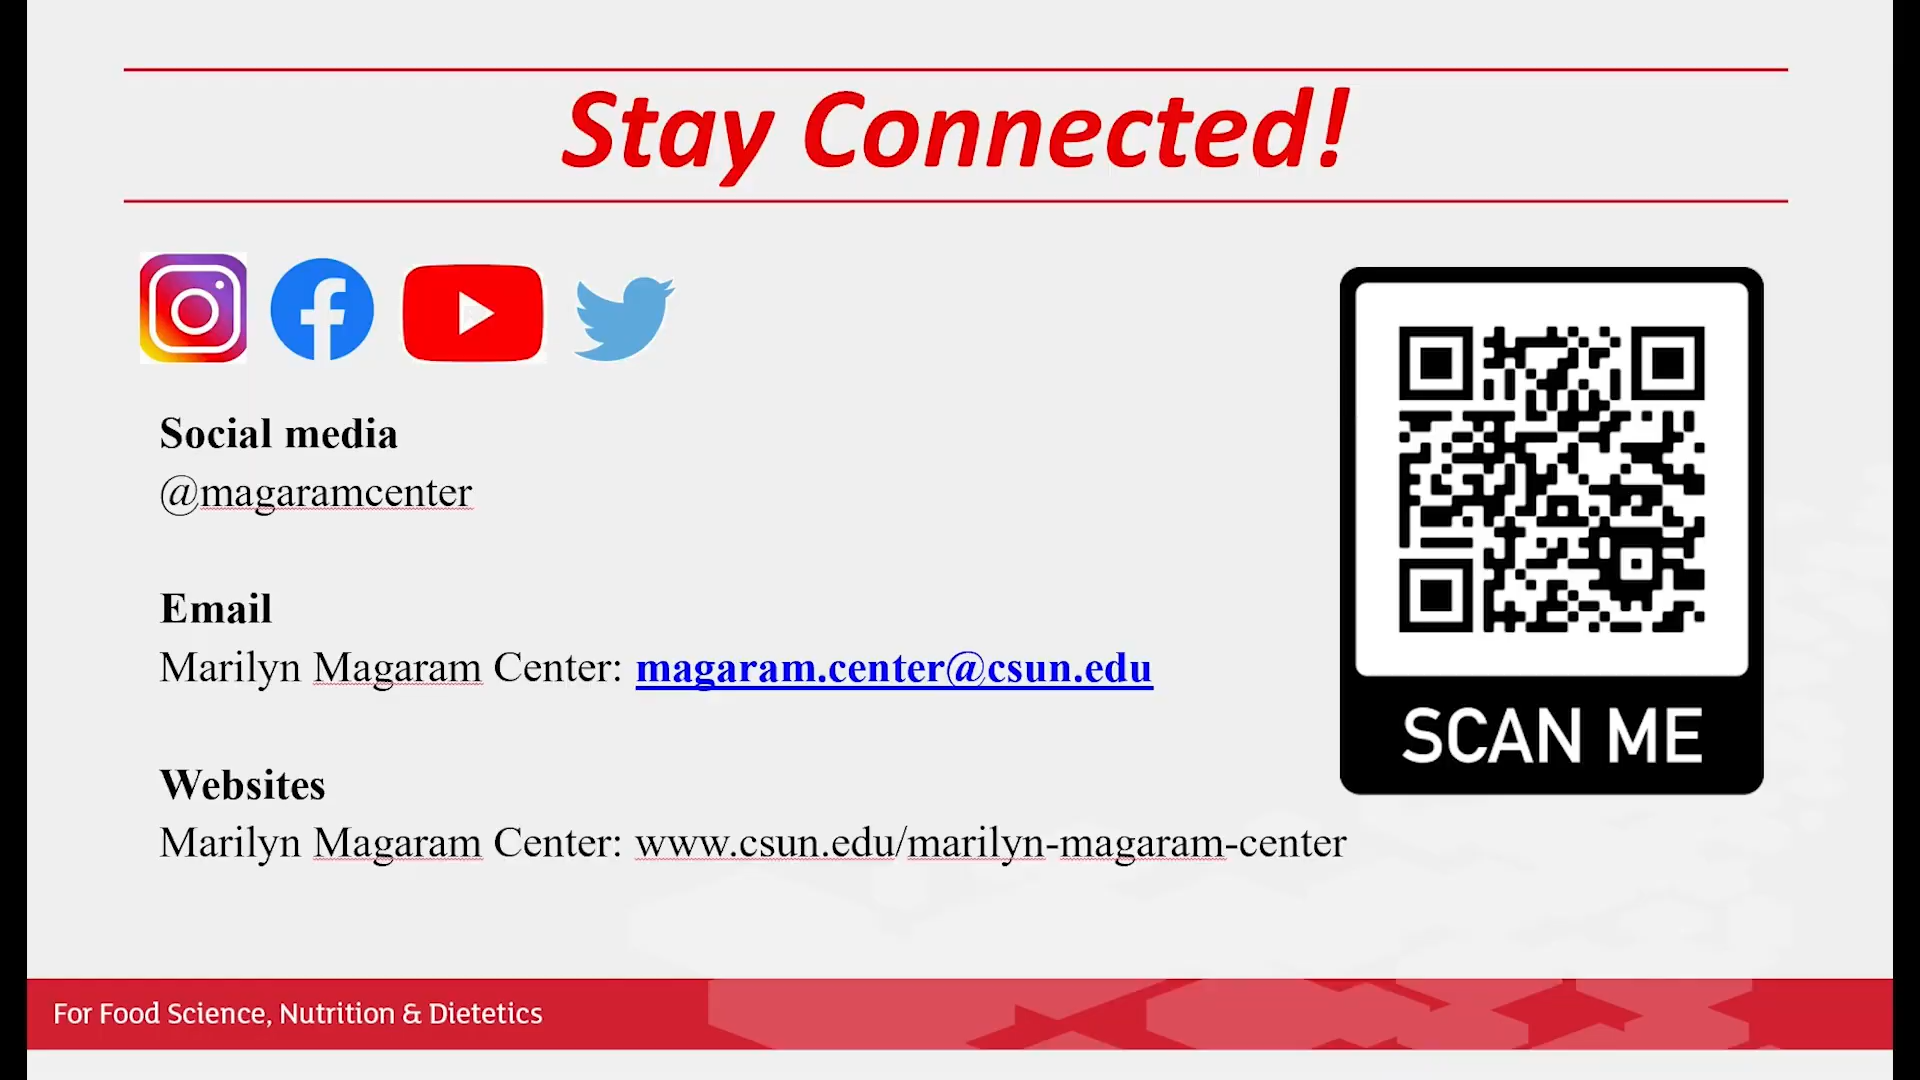 Stay Connected!
Social media
@magaramcenter
Email
Marilyn Magaram Center: magaram.center@csun.edu
Websites
Marilyn Magaram Center: www.csun.edu/marilyn-magaram-center
SCAN ME
For Food Science, Nutrition & Dietetics